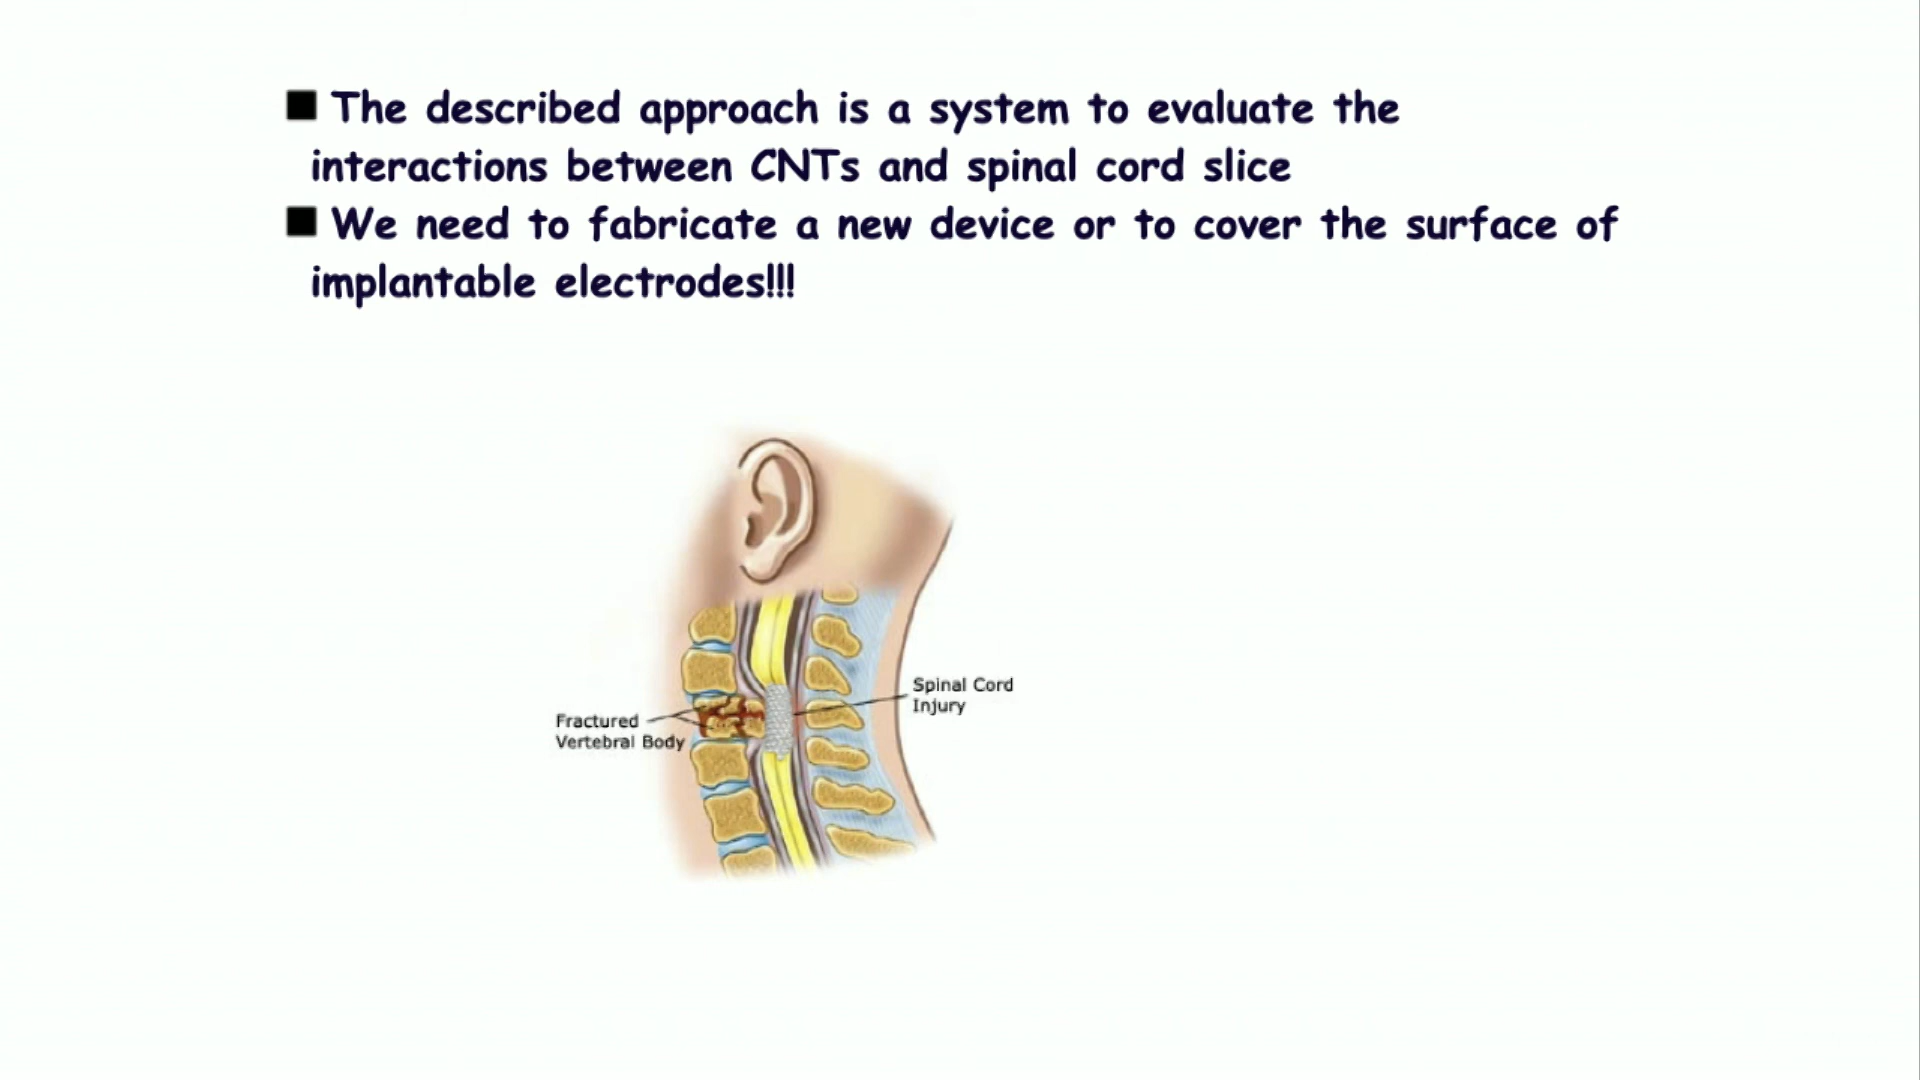 ■ The described approach is a system to evaluate the
interactions between CNTs and spinal cord slice
■ We need to fabricate a new device or to cover the surface of
implantable electrodes!!!
Spinal Cord
Injury
Fractured
Vertebral Body